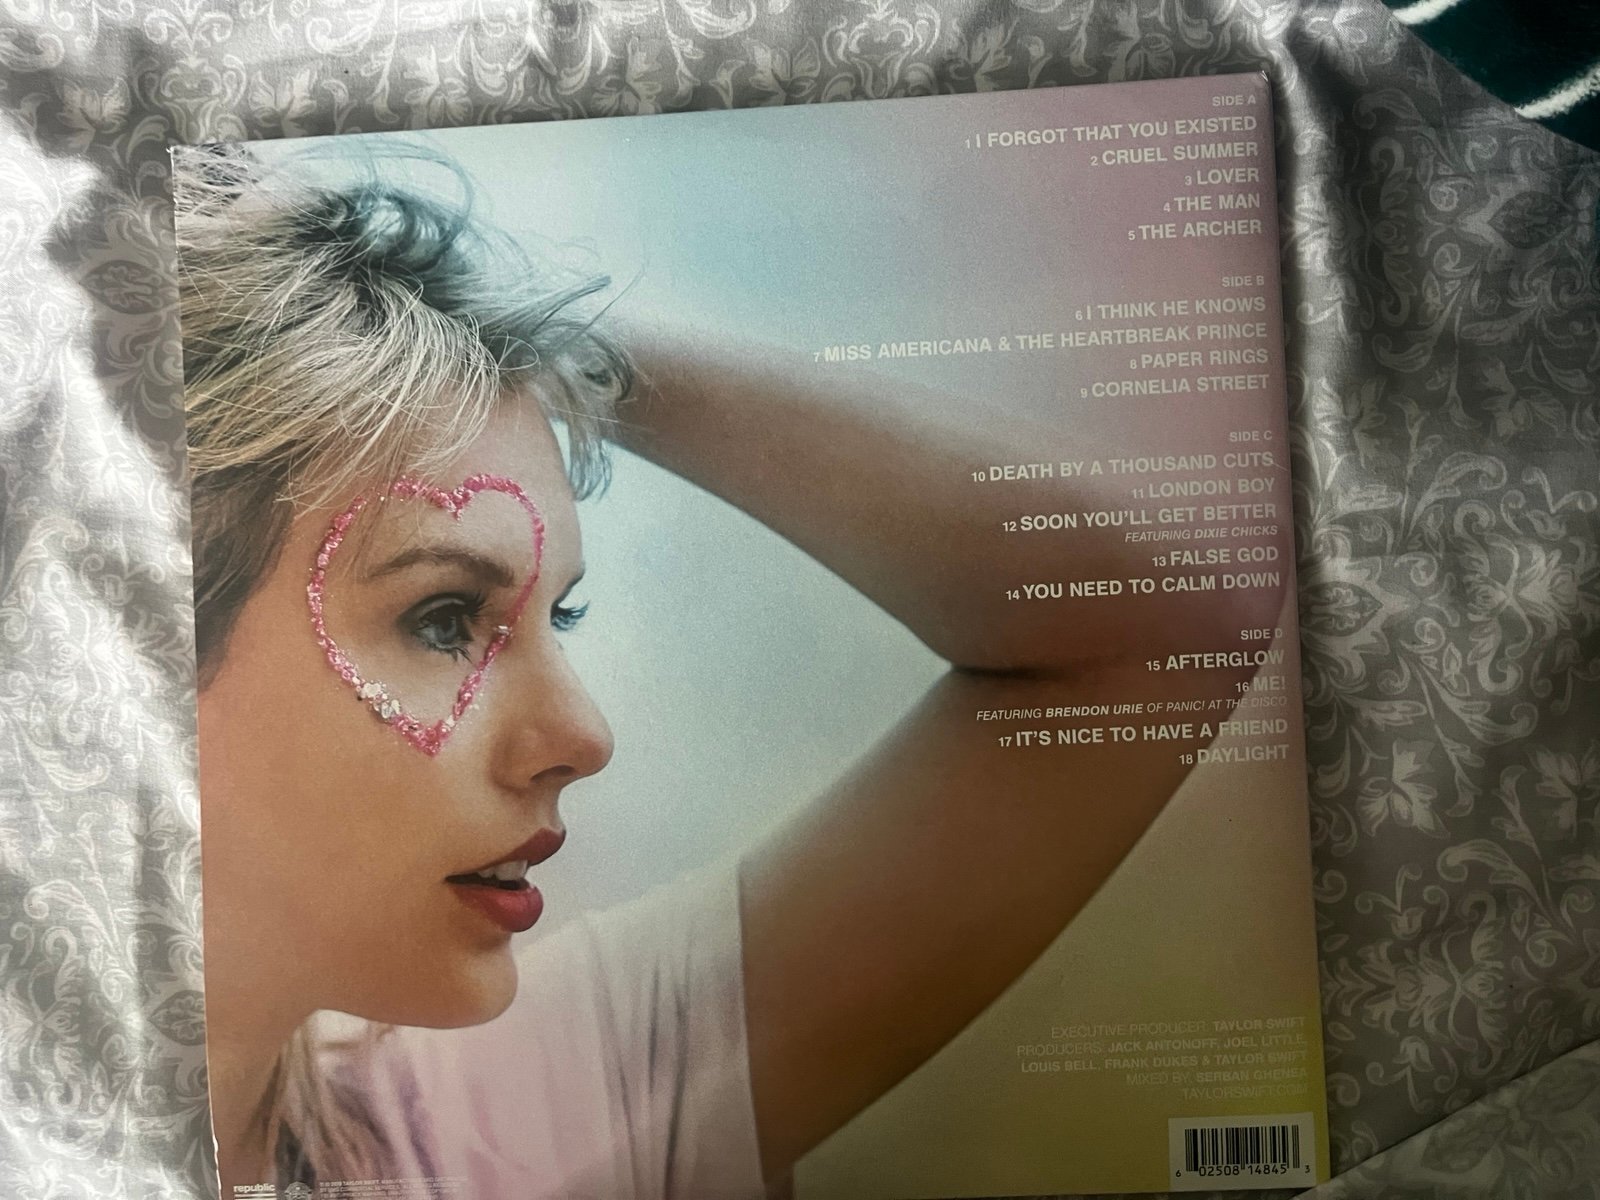 SIDE A
1 I FORGOT THAT YOU EXISTED
2 CRUEL SUMMER
3 LOVER
4 THE MAN
5 THE ARCHER
SIDE B
6 I THINK HE KNOWS
7 MISS AMERICANA & THE HEARTBREAK PRINCE
8 PAPER RINGS
9 CORNELIA STREET
SIDE C
10 DEATH BY A THOUSAND CUTS
11 LONDON BOY
12 SOON YOU'LL GET BETTER
FEATURING DIXIE CHICKS
13 FALSE GOD
14 YOU NEED TO CALM DOWN
SIDE D
15 AFTERGLOW
16 ME!
FEATURING BRENDON URIE OF PANIC! AT THE DISCO
17 IT'S NICE TO HAVE A FRIEND
18 DAYLIGHT
EXECUTIVE PRODUCER: TAYLOR SWIFT
PRODUCERS: JACK ANTONOFF, JOEL LITTLE,
LOUIS BELL, FRANK DUKES & TAYLOR SWIFT
MIXED BY: SERBAN GHENEA
TAYLORSWIFT.COM
6 02508 14845 3
republic